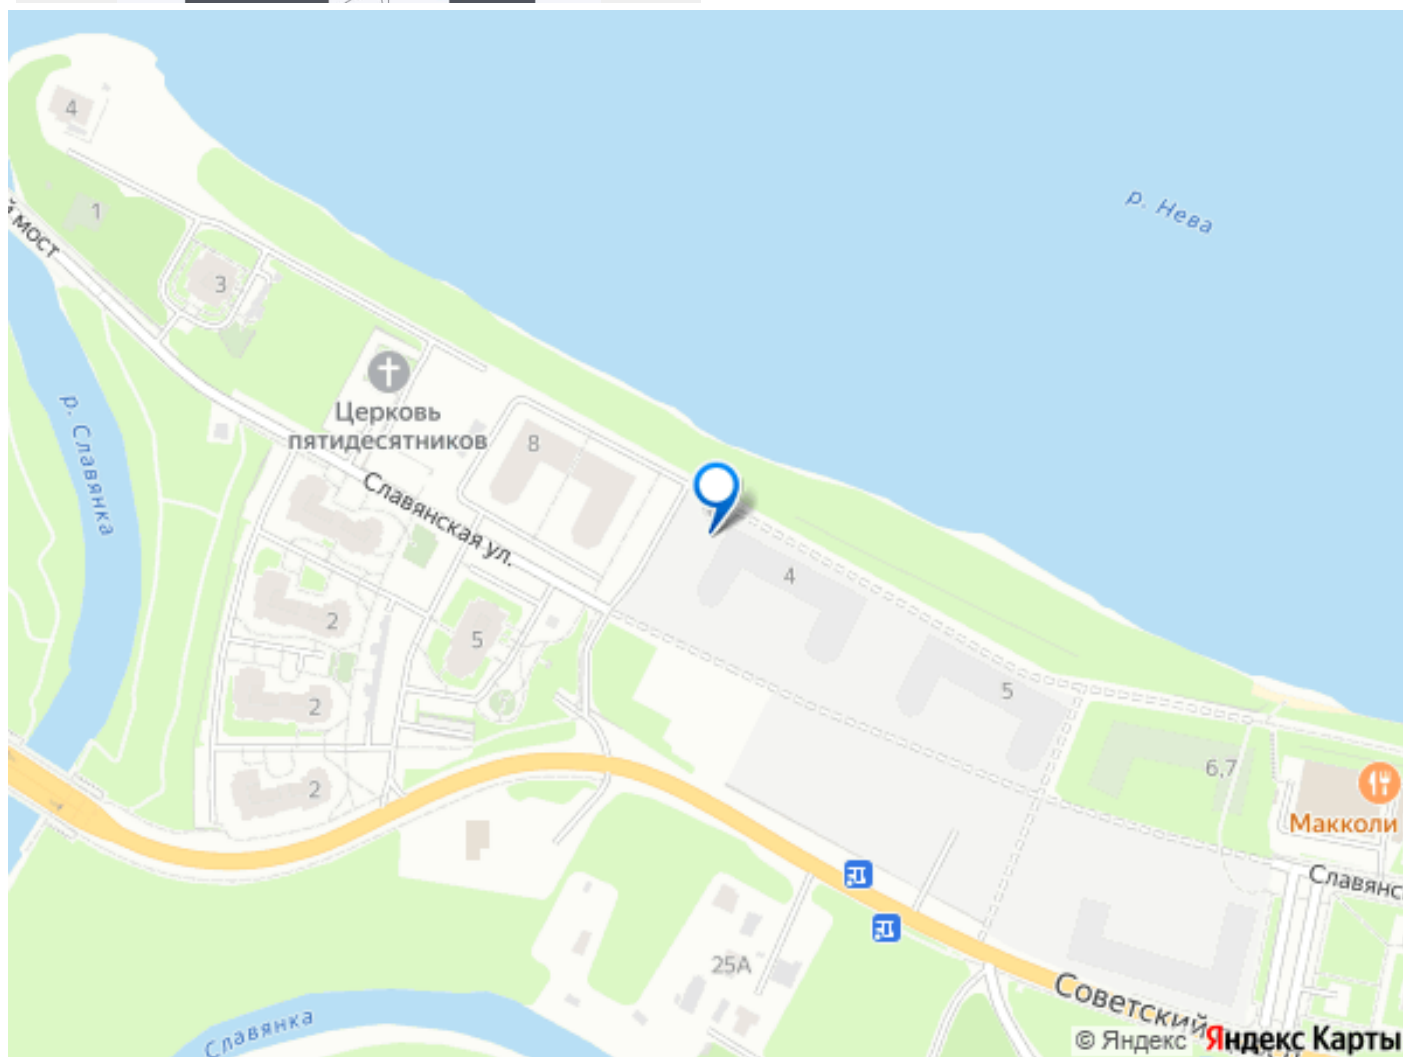 4
р. Нева
1
й мост
3
Церковь
пятидесятников
8
р. Славянка
Славянская ул.
4
2
5
5
2
6,7
2
Макколи
Славянс
25А
Советский
Славянка
© Яндекс Яндекс Карты